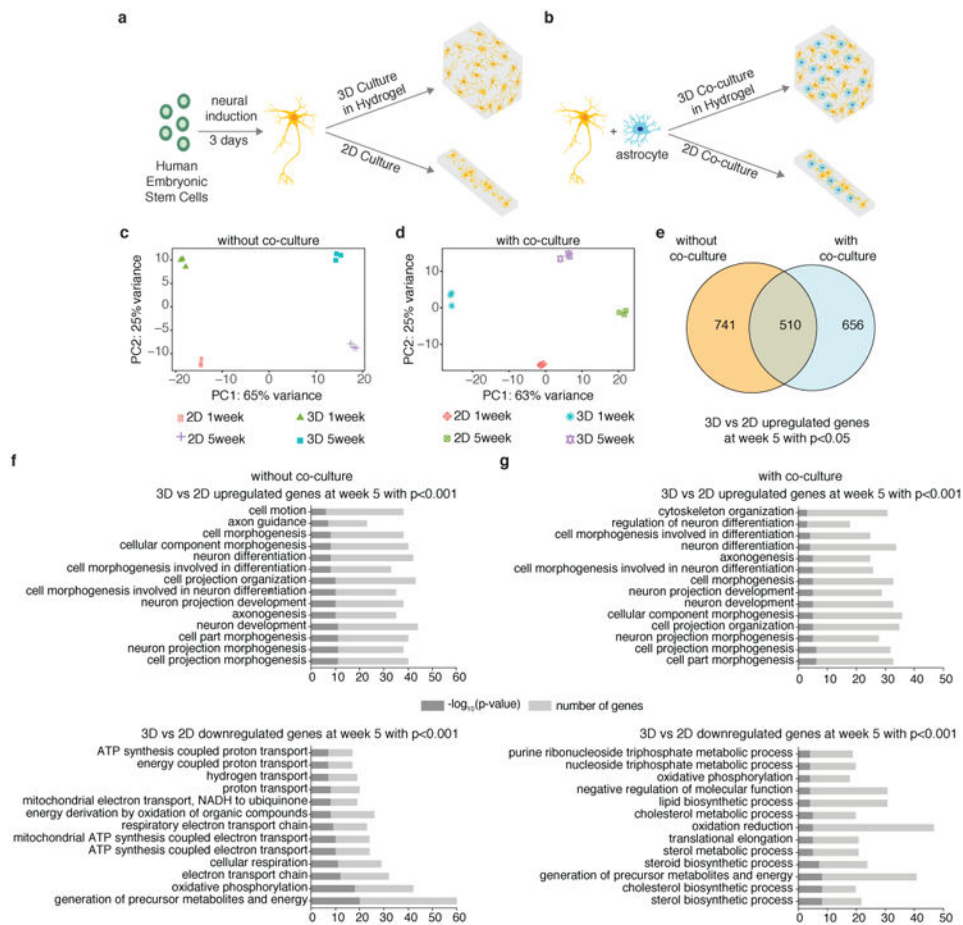 a
b
neural
induction
3 days
Human
Embryonic
Stem Cells
3D Culture
in Hydrogel
2D Culture
+
astrocyte
3D Co-culture
in Hydrogel
2D Co-culture
c
without co-culture
PC2: 25% variance
10
5
0
−5
−10
−20
−10
0
10
20
PC1: 65% variance
2D 1week
3D 1week
2D 5week
3D 5week
d
with co-culture
PC2: 25% variance
10
0
−10
−20
−10
0
10
20
PC1: 63% variance
2D 1week
3D 1week
2D 5week
3D 5week
e
without
co-culture
with
co-culture
741
510
656
3D vs 2D upregulated genes
at week 5 with p<0.05
f
without co-culture
3D vs 2D upregulated genes at week 5 with p<0.001
cell motion
axon guidance
cell morphogenesis
cellular component morphogenesis
neuron differentiation
cell morphogenesis involved in differentiation
cell projection organization
cell morphogenesis involved in neuron differentiation
neuron projection development
axonogenesis
neuron development
cell part morphogenesis
neuron projection morphogenesis
cell projection morphogenesis
0 10 20 30 40 50 60
g
with co-culture
3D vs 2D upregulated genes at week 5 with p<0.001
cytoskeleton organization
regulation of neuron differentiation
cell morphogenesis involved in differentiation
neuron differentiation
axonogenesis
cell morphogenesis involved in neuron differentiation
cell morphogenesis
neuron projection development
neuron development
cellular component morphogenesis
cell projection organization
neuron projection morphogenesis
cell projection morphogenesis
cell part morphogenesis
0 10 20 30 40 50
-log10(p-value)
number of genes
3D vs 2D downregulated genes at week 5 with p<0.001
ATP synthesis coupled proton transport
energy coupled proton transport
hydrogen transport
proton transport
mitochondrial electron transport, NADH to ubiquinone
energy derivation by oxidation of organic compounds
respiratory electron transport chain
mitochondrial ATP synthesis coupled electron transport
ATP synthesis coupled electron transport
cellular respiration
electron transport chain
oxidative phosphorylation
generation of precursor metabolites and energy
0 10 20 30 40 50 60
3D vs 2D downregulated genes at week 5 with p<0.001
purine ribonucleoside triphosphate metabolic process
nucleoside triphosphate metabolic process
oxidative phosphorylation
negative regulation of molecular function
lipid biosynthetic process
cholesterol metabolic process
oxidation reduction
translational elongation
sterol metabolic process
steroid biosynthetic process
generation of precursor metabolites and energy
cholesterol biosynthetic process
sterol biosynthetic process
0 10 20 30 40 50